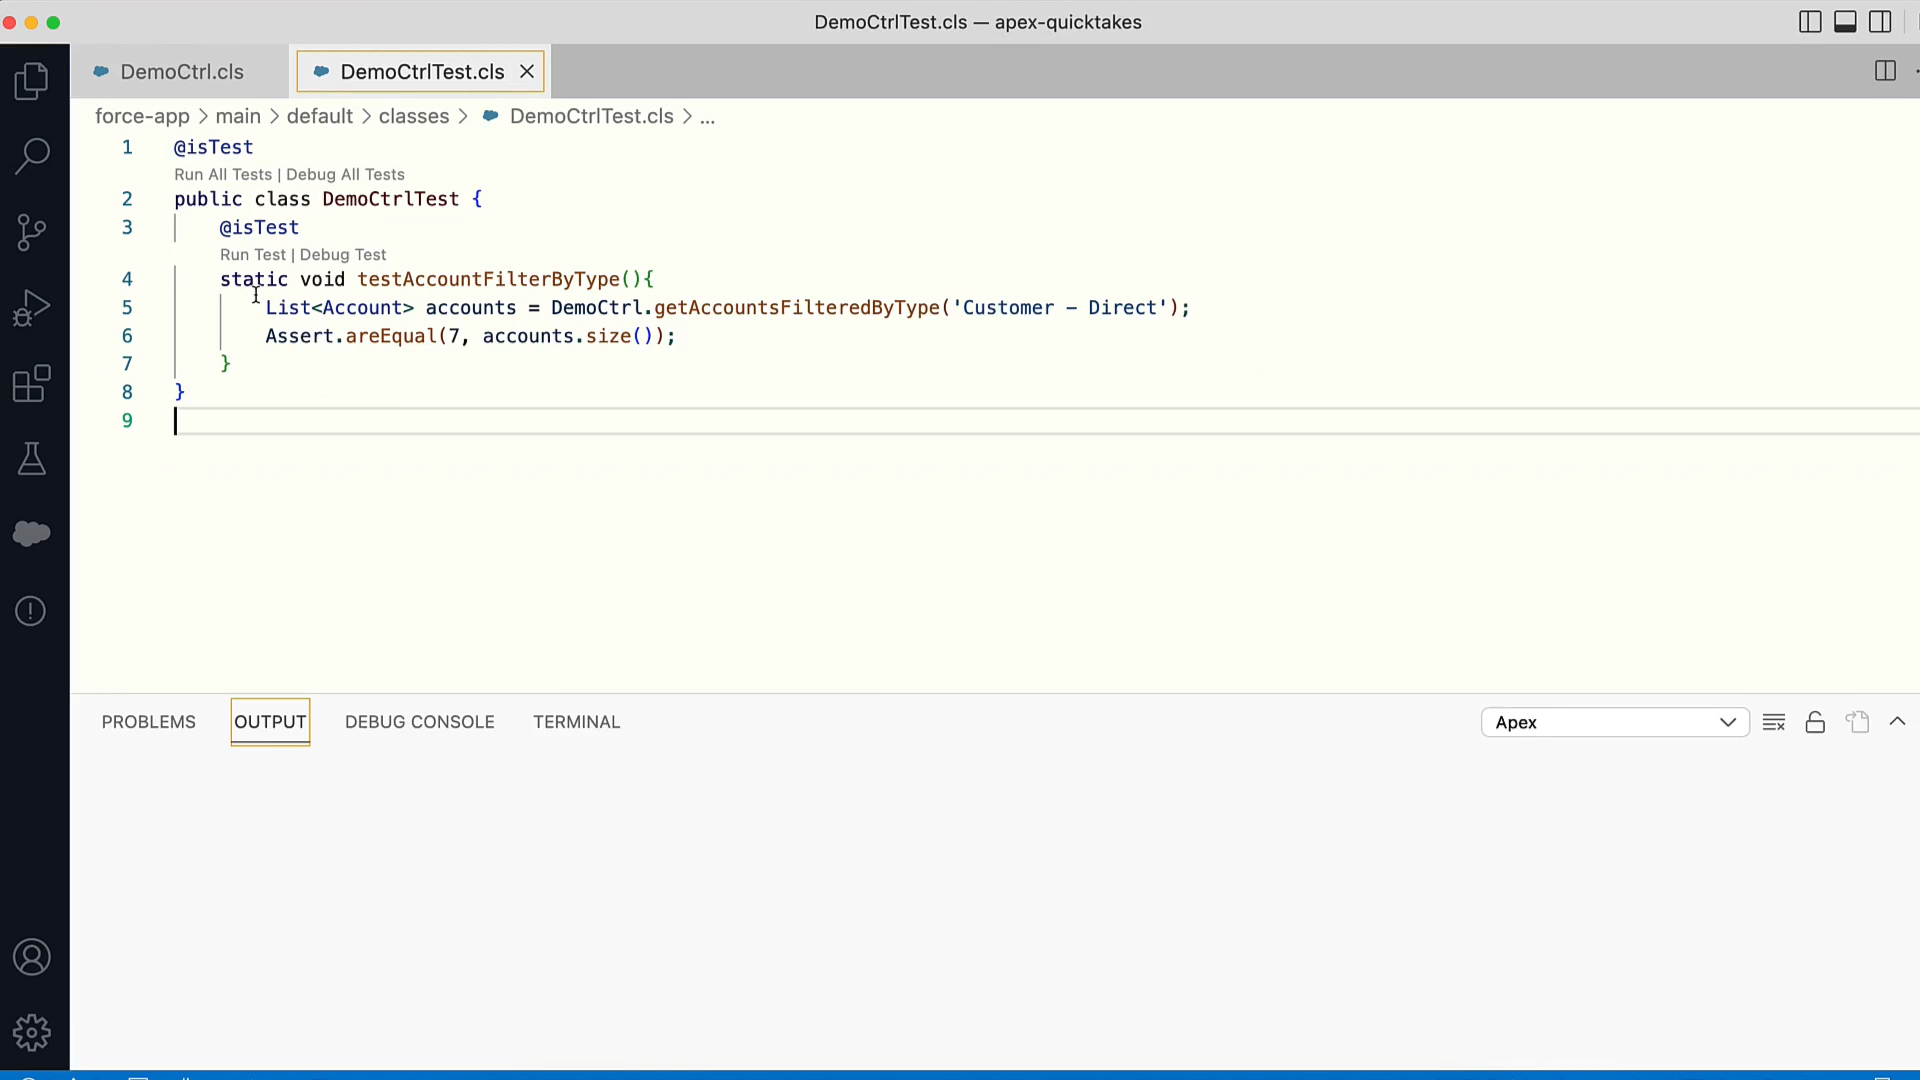 DemoCtrlTest.cls — apex-quicktakes
DemoCtrl.cls
DemoCtrlTest.cls
force-app > main > default > classes > DemoCtrlTest.cls > ...
1 @isTest
Run All Tests | Debug All Tests
2 public class DemoCtrlTest {
3 @isTest
Run Test | Debug Test
4 static void testAccountFilterByType(){
5 List<Account> accounts = DemoCtrl.getAccountsFilteredByType('Customer - Direct');
6 Assert.areEqual(7, accounts.size());
7 }
8 }
9
PROBLEMS OUTPUT DEBUG CONSOLE TERMINAL Apex